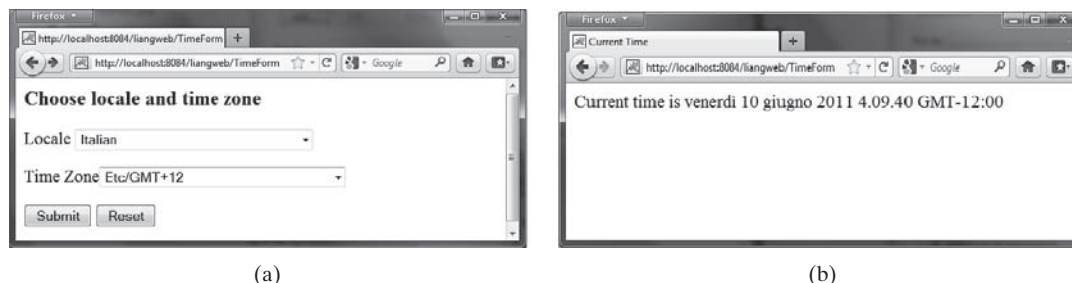 Firefox
http://localhost:8084/liangweb/TimeForm
http://localhost:8084/liangweb/TimeForm
Google
Choose locale and time zone
Locale Italian
Time Zone Etc/GMT+12
Submit Reset
(a)
Firefox
Current Time
http://localhost:8084/liangweb/TimeForm
Google
Current time is venerdì 10 giugno 2011 4.09.40 GMT-12:00
(b)